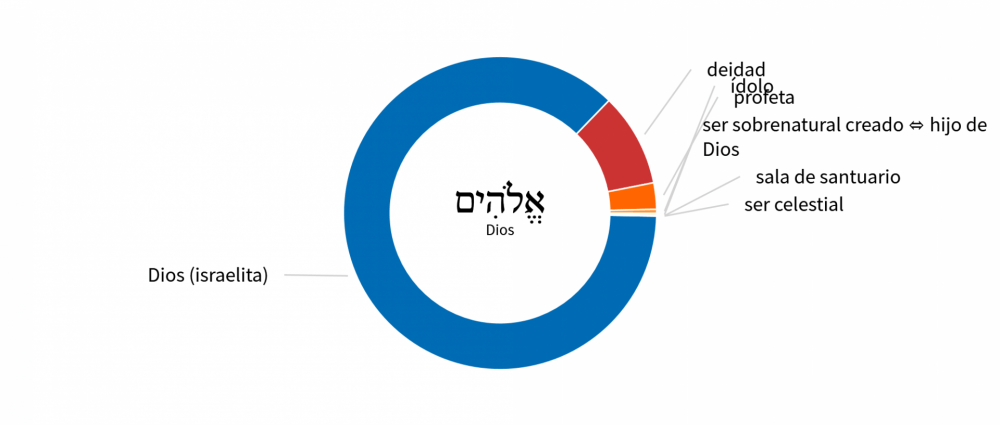 deidad
ídolo
profeta
ser sobrenatural creado ⇔ hijo de
Dios
sala de santuario
ser celestial
אֱלֹהִים
Dios
Dios (israelita)